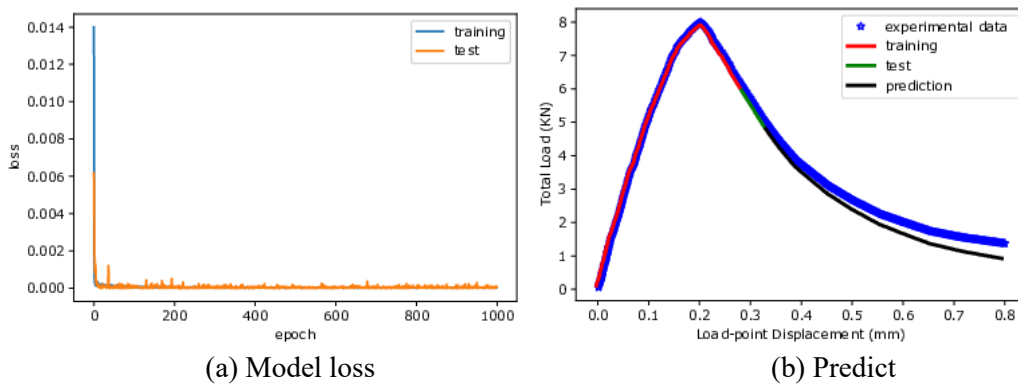 0.014
0.012
0.010
0.008
0.006
0.004
0.002
0.000
loss
0
200
400
600
800
1000
epoch
training
test
(a) Model loss
8
7
6
5
4
3
2
1
0
Total Load (KN)
0.0
0.1
0.2
0.3
0.4
0.5
0.6
0.7
0.8
Load-point Displacement (mm)
experimental data
training
test
prediction
(b) Predict